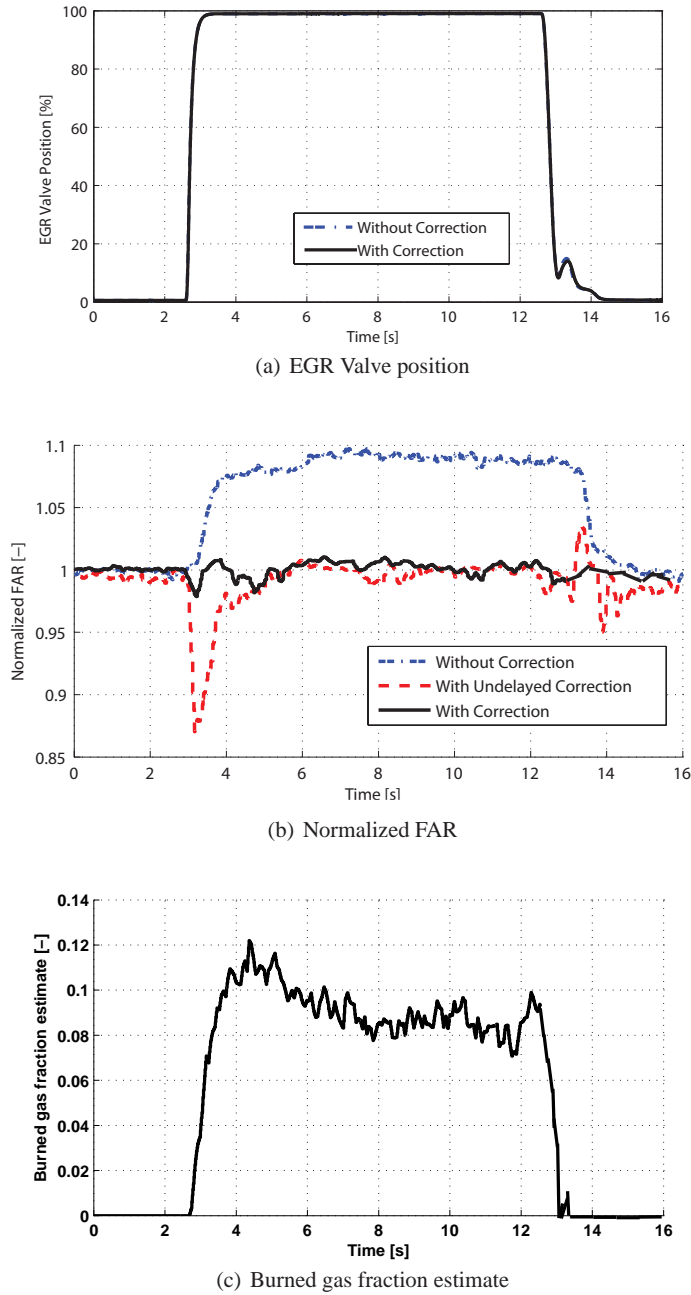 100
80
60
40
20
0
EGR Valve Position [%]
Without Correction
With Correction
0 2 4 6 8 10 12 14 16
Time [s]
(a) EGR Valve position
1.1
1.05
1
0.95
0.9
0.85
Normalized FAR [−]
Without Correction
With Undelayed Correction
With Correction
0 2 4 6 8 10 12 14 16
Time [s]
(b) Normalized FAR
0.14
0.12
0.1
0.08
0.06
0.04
0.02
0
Burned gas fraction estimate [−]
0 2 4 6 8 10 12 14 16
Time [s]
(c) Burned gas fraction estimate